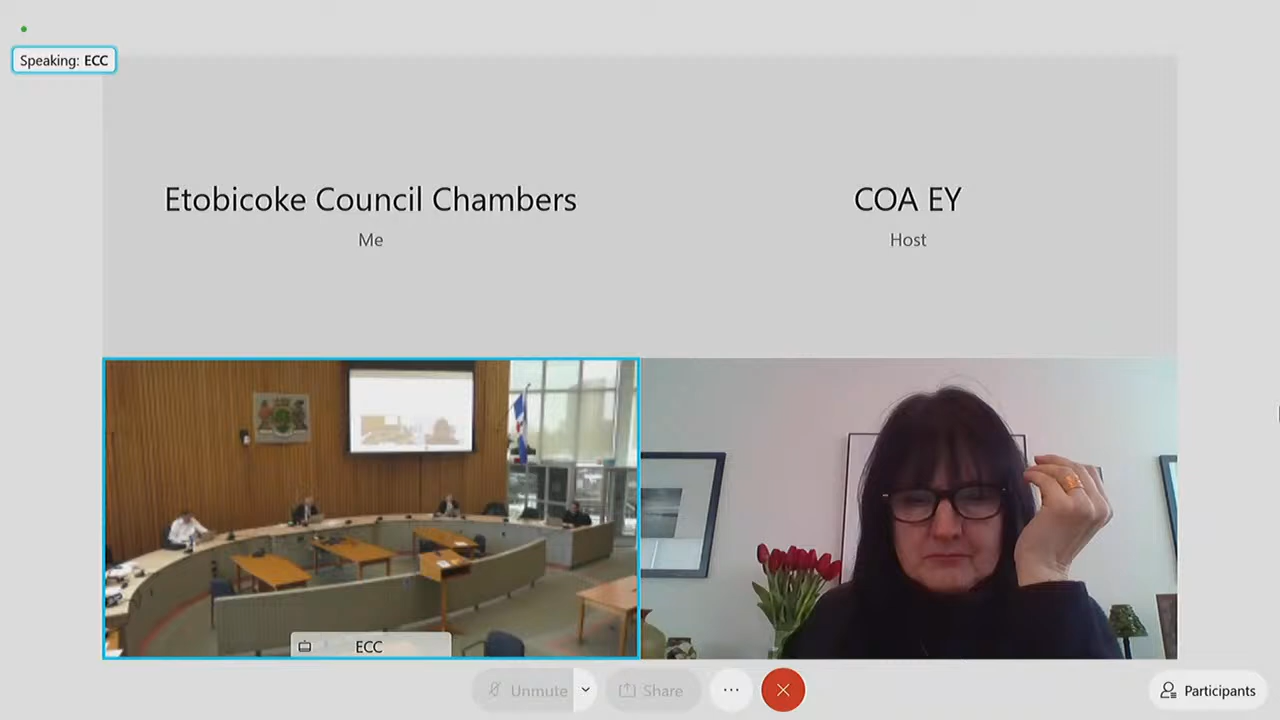 Speaking: ECC
Etobicoke Council Chambers
Me
COA EY
Host
ECC
Unmute
Share
Participants